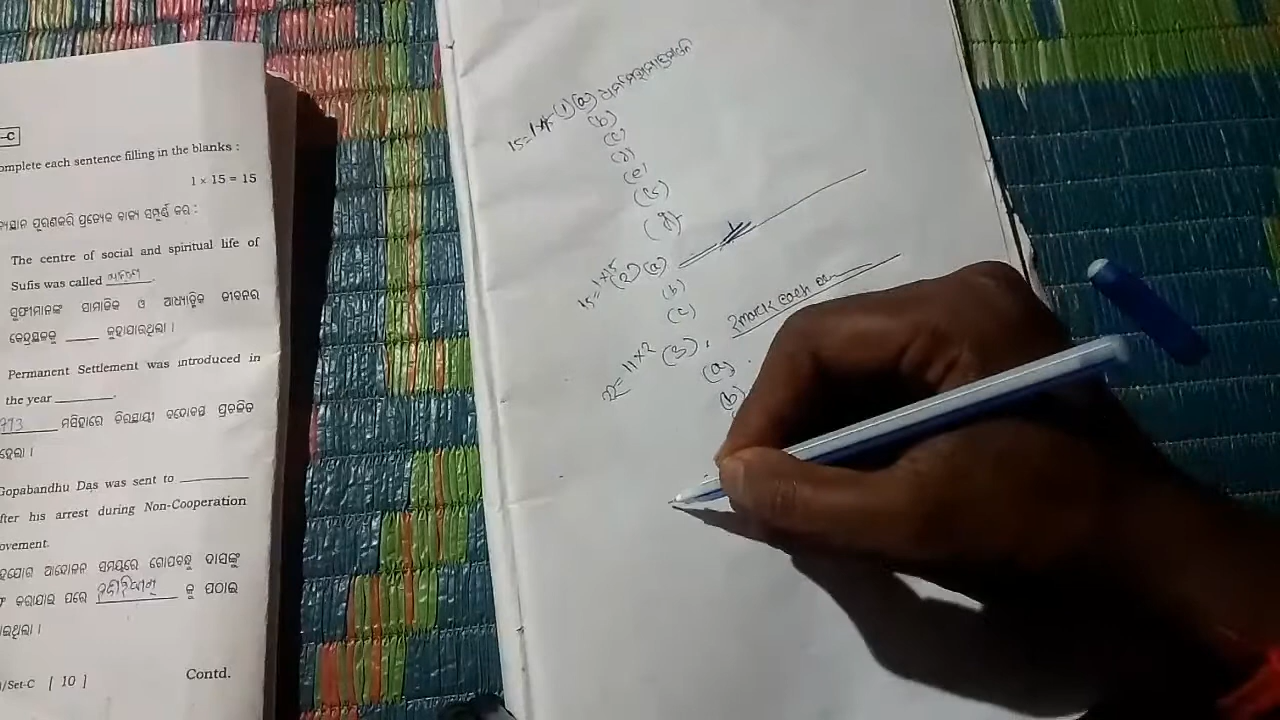 –C
omplete each sentence filling in the blanks :
1 × 15 = 15
ସ୍ଥାନ ପୂରଣକରି ପ୍ରତ୍ୟେକ ବାକ୍ୟ ସମ୍ପୂର୍ଣ୍ଣ କର :
The centre of social and spiritual life of
Sufis was called
ସୁଫୀମାନଙ୍କ ସାମାଜିକ ଓ ଆଧ୍ୟାତ୍ମିକ ଜୀବନର
କେନ୍ଦ୍ରସ୍ଥଳକୁ ____ କୁହାଯାଉଥିଲା ।
Permanent Settlement was introduced in
the year ________.
793 ମସିହାରେ ଚିରସ୍ଥାୟୀ ବନ୍ଦୋବସ୍ତ ପ୍ରଚଳିତ
ହେଲା ।
Gopabandhu Das was sent to ________
fter his arrest during Non-Cooperation
ovement.
ହଯୋଗ ଆନ୍ଦୋଳନ ସମୟରେ ଗୋପବନ୍ଧୁ ଦାସଙ୍କୁ
ଫ କରାଯାଇ ପରେ ________ କୁ ପଠାଇ
ଇଥିଲା ।
/Set-C [ 10 ]
Contd.
15=1×15 (1) (a)
(b)
(c)
(d)
(e)
(f)
(g)
15=1×15 (2) (a)
(b)
(c)
22=11×2 (3). 2mark each
(a)
(b)